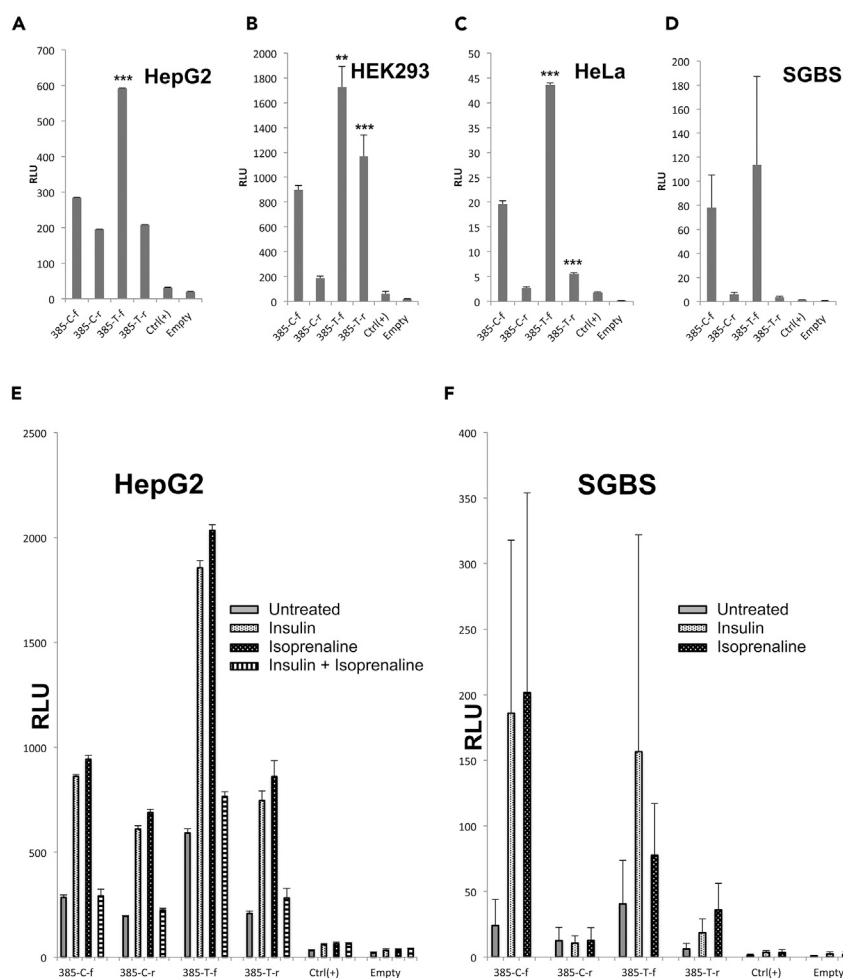 A
HepG2
700
600
500
400
300
200
100
0
RLU
***
385-C-f
385-C-r
385-T-f
385-T-r
Ctrl(+)
Empty
B
HEK293
2000
1800
1600
1400
1200
1000
800
600
400
200
0
RLU
**
***
385-C-f
385-C-r
385-T-f
385-T-r
Ctrl(+)
Empty
C
HeLa
50
45
40
35
30
25
20
15
10
5
0
RLU
***
***
385-C-f
385-C-r
385-T-f
385-T-r
Ctrl(+)
Empty
D
SGBS
200
180
160
140
120
100
80
60
40
20
0
RLU
385-C-f
385-C-r
385-T-f
385-T-r
Ctrl(+)
Empty
E
HepG2
2500
2000
1500
1000
500
0
RLU
Untreated
Insulin
Isoprenaline
Insulin + Isoprenaline
385-C-f
385-C-r
385-T-f
385-T-r
Ctrl(+)
Empty
F
SGBS
400
350
300
250
200
150
100
50
0
RLU
Untreated
Insulin
Isoprenaline
385-C-f
385-C-r
385-T-f
385-T-r
Ctrl(+)
Empty